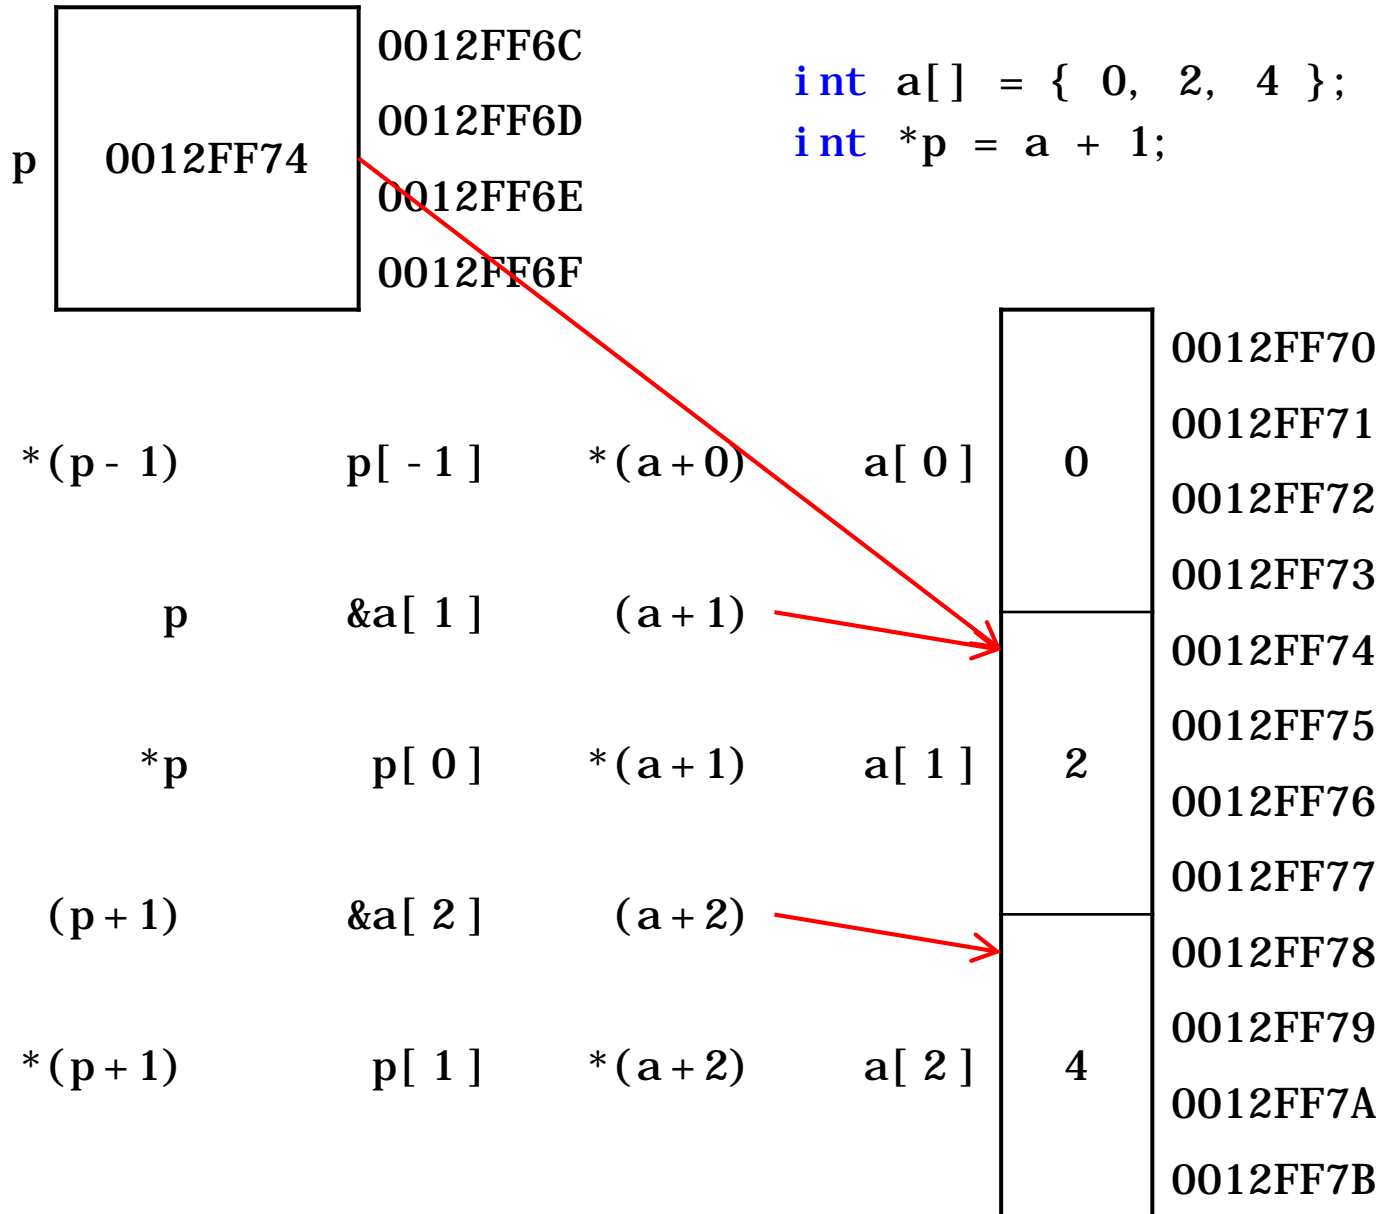 0012FF6C
int a[] = { 0, 2, 4 };
0012FF6D
int *p = a + 1;
p 0012FF74
0012FF6E
0012FF6F
0012FF70
0012FF71
*(p-1) p[-1] *(a+0) a[0] 0
0012FF72
0012FF73
p &a[1] (a+1)
0012FF74
0012FF75
*p p[0] *(a+1) a[1] 2
0012FF76
0012FF77
(p+1) &a[2] (a+2)
0012FF78
0012FF79
*(p+1) p[1] *(a+2) a[2] 4
0012FF7A
0012FF7B